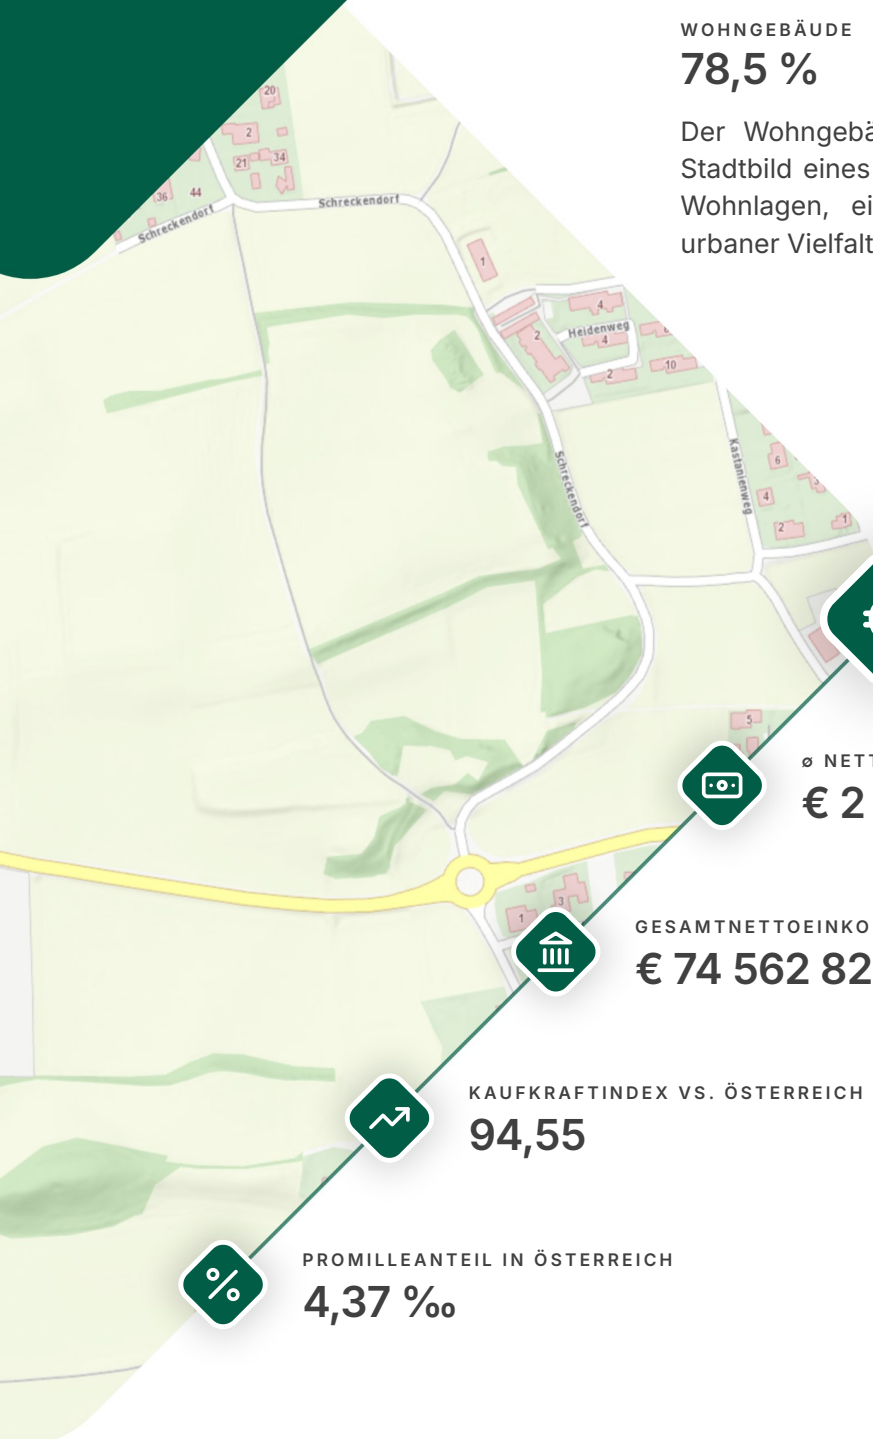 WOHNGEBÄUDE
78,5 %
Der Wohngebä
Stadtbild eines
Wohnlagen, ei
urbaner Vielfalt
20
2
21
34
36
44
Schreckendorf
Schreckendorf
1
4
2
Heidenweg
4
2
10
Kastanienweg
Schreckendorf
6
4
3
2
1
5
ø NETT
€ 2
3
1
GESAMTNETTOEINKO
€ 74 562 82
KAUFKRAFTINDEX VS. ÖSTERREICH
94,55
PROMILLEANTEIL IN ÖSTERREICH
4,37 ‰